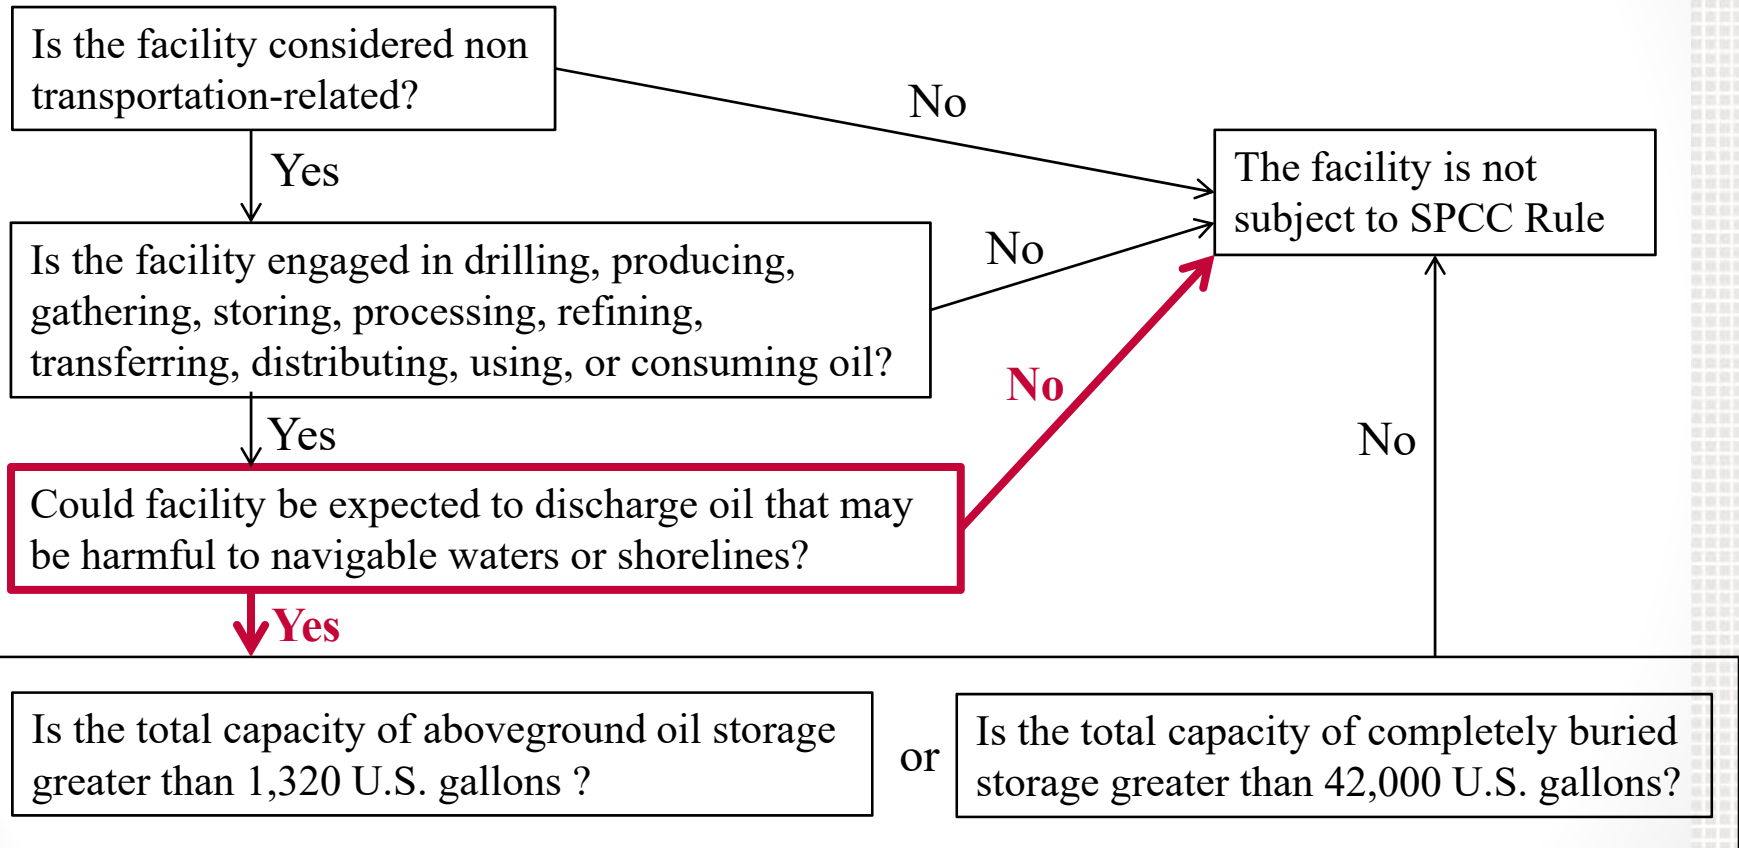 Is the facility considered non
transportation-related?
No
Yes
The facility is not
subject to SPCC Rule
Is the facility engaged in drilling, producing,
gathering, storing, processing, refining,
transferring, distributing, using, or consuming oil?
No
No
Yes
No
Could facility be expected to discharge oil that may
be harmful to navigable waters or shorelines?
Yes
Is the total capacity of aboveground oil storage
greater than 1,320 U.S. gallons ?
or
Is the total capacity of completely buried
storage greater than 42,000 U.S. gallons?